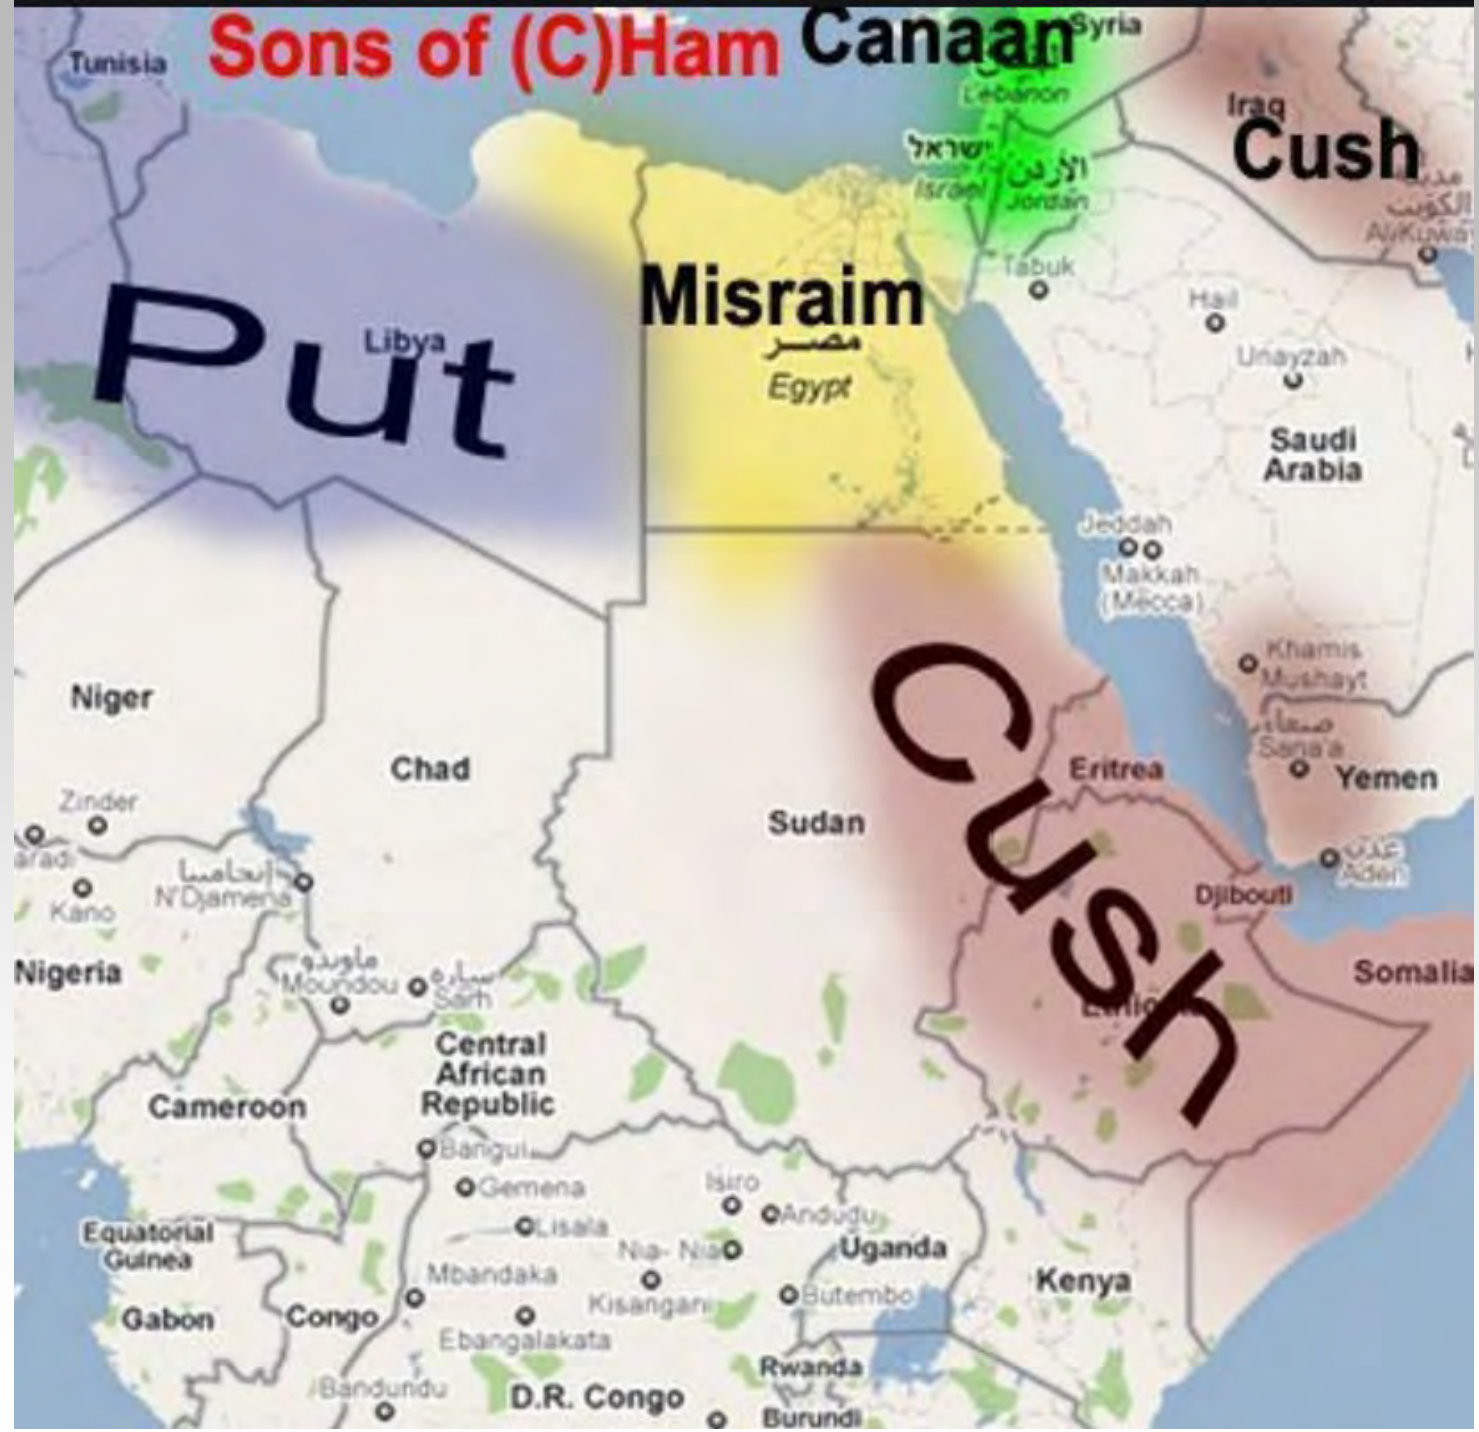 Sons of (C)Ham
Canaan
Syria
Tunisia
Lebanon
Iraq
Cush
ישראל
Israel
الأردن
Jordan
Tabuk
Hail
Unayzah
Put
Libya
Misraim
مصر
Egypt
Saudi
Arabia
Jeddah
Makkah
(Mecca)
Khamis
Mushayt
صنعاء
Sana'a
Yemen
عدن
Aden
Niger
Chad
Sudan
Cush
Eritrea
Djibouti
Somalia
Zinder
Kano
N'Djamena
Nigeria
Moundou
Sarh
Central
African
Republic
Cameroon
Bangui
Gemena
Lisala
Isiro
Andudu
Nia- Nia
Uganda
Kenya
Equatorial
Guinea
Mbandaka
Kisangani
Butembo
Gabon
Congo
Ebangalakata
Rwanda
Bandundu
D.R. Congo
Burundi